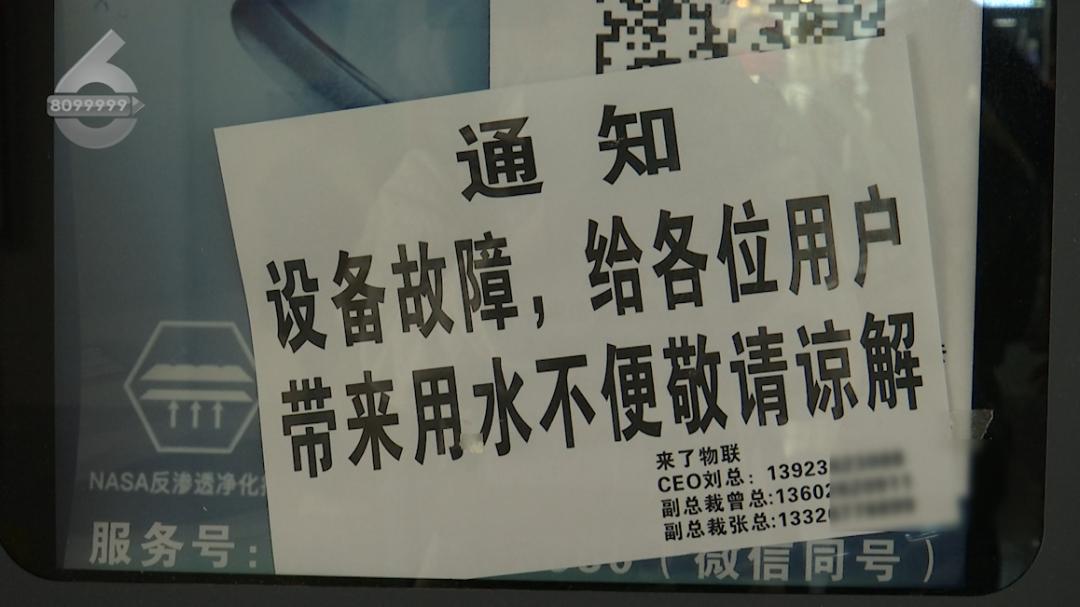 6
8099999
通知
设备故障，给各位用户
带来用水不便敬请谅解
来了物联
CEO刘总：13923
副总裁曾总:13602
副总裁张总:1332
NASA反渗透净化
服务号:
（微信同号）